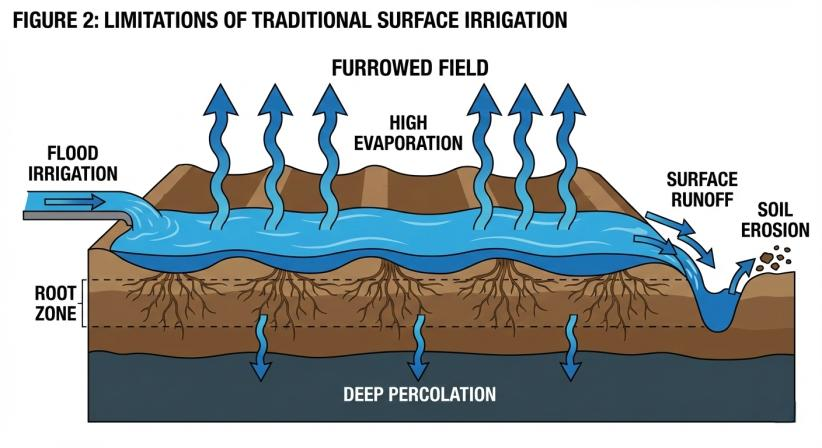 FIGURE 2: LIMITATIONS OF TRADITIONAL SURFACE IRRIGATION
FURROWED FIELD
HIGH
EVAPORATION
FLOOD
IRRIGATION
SURFACE
RUNOFF
SOIL
EROSION
ROOT
ZONE
DEEP PERCOLATION